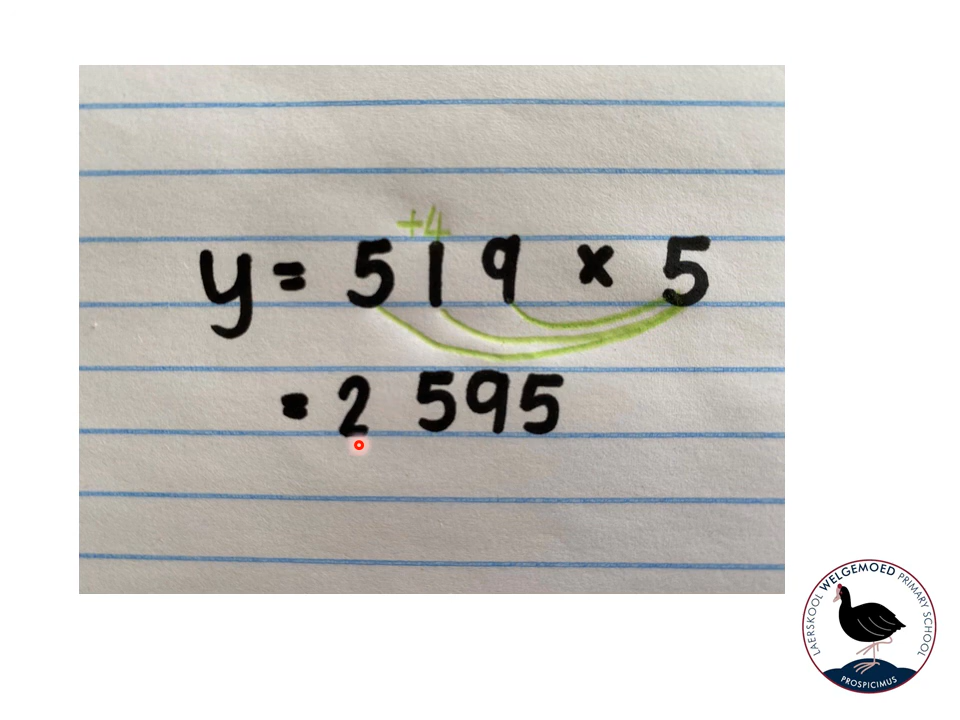 +4
y = 519 × 5
= 2 595
LAERSKOOL WELGEMOED PRIMARY SCHOOL
PROSPICIMUS